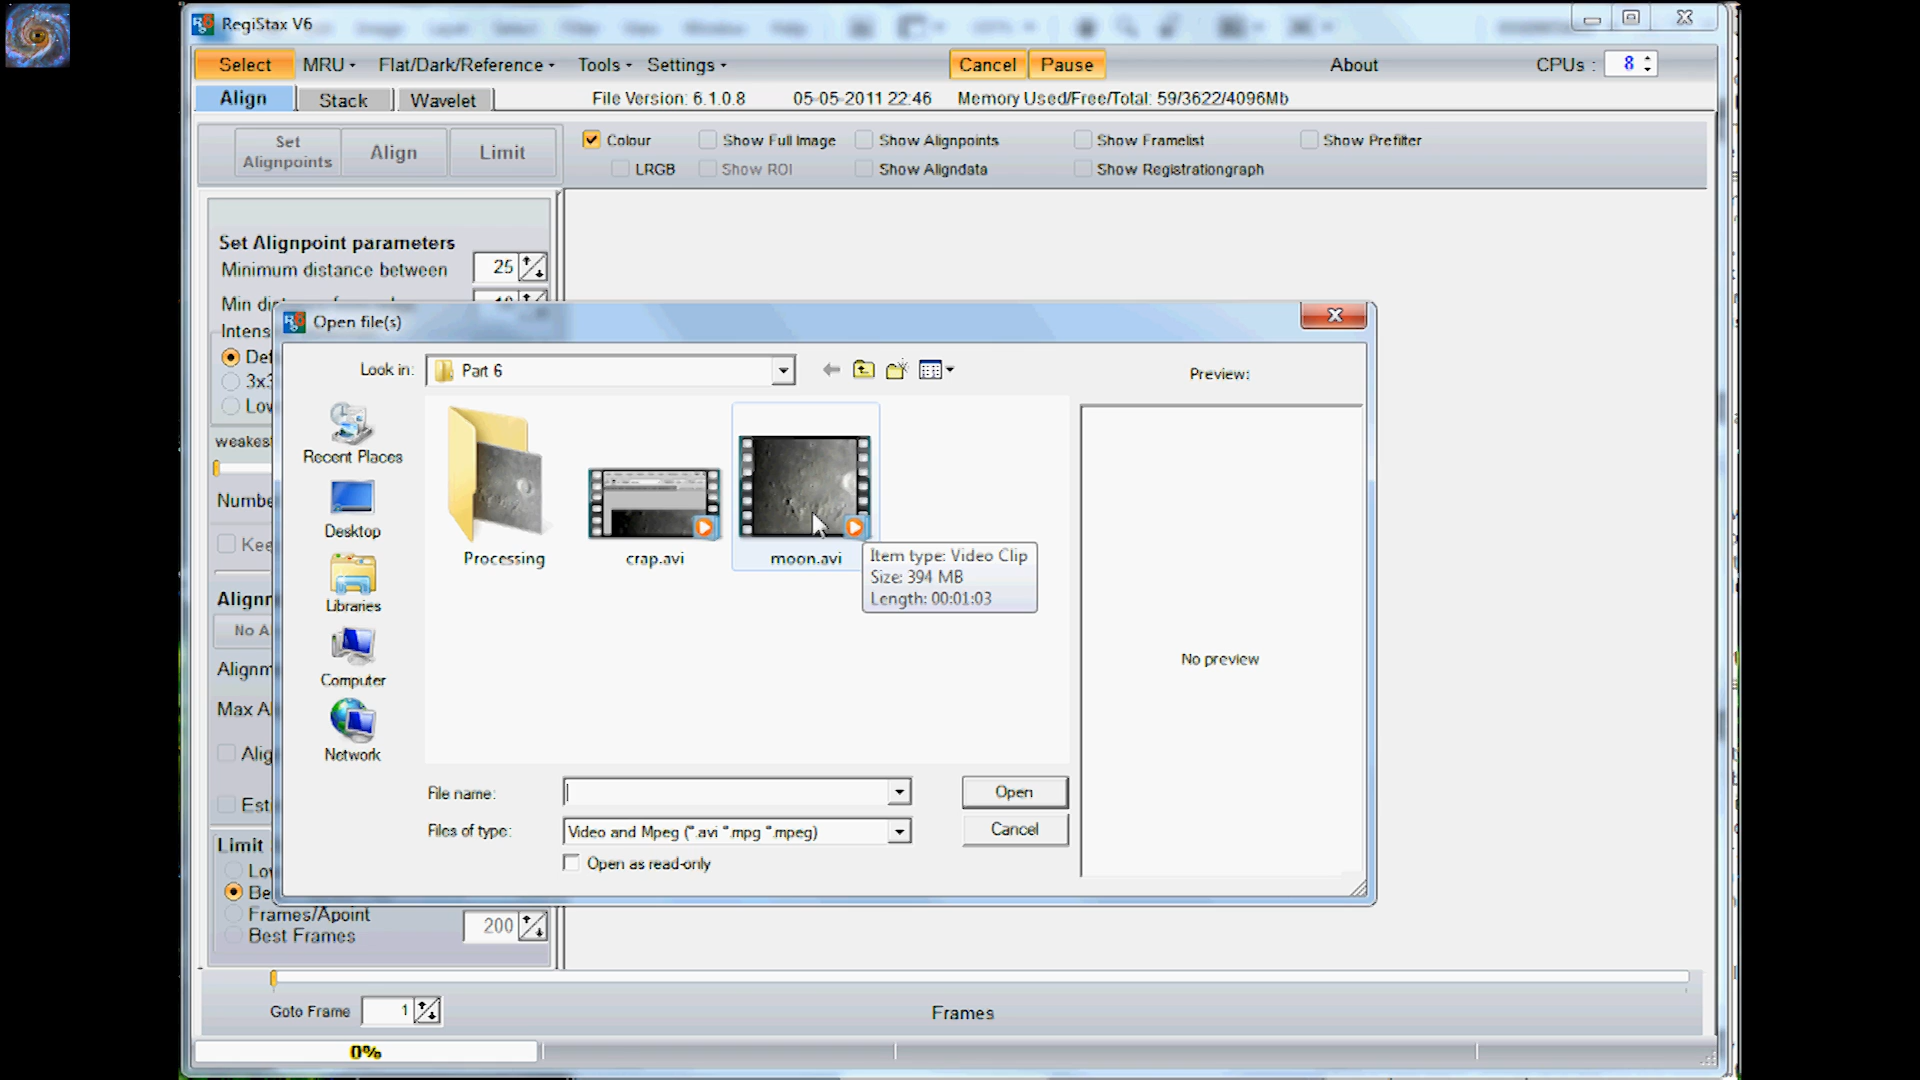 RegiStax V6
Select MRU Flat/Dark/Reference Tools Settings Cancel Pause About CPUs : 8
Align Stack Wavelet File Version: 6.1.0.8 05-05-2011 22:46 Memory Used/Free/Total: 59/3622/4096Mb
Set Alignpoints Align Limit
Colour Show Full Image Show Alignpoints Show Framelist Show Prefilter
LRGB Show ROI Show Aligndata Show Registrationgraph
Set Alignpoint parameters
Minimum distance between 25
Open file(s)
Look in: Part 6
Preview:
Recent Places
Desktop
Libraries
Computer
Network
Processing crap.avi moon.avi
Item type: Video Clip
Size: 394 MB
Length: 00:01:03
No preview
File name: Open
Files of type: Video and Mpeg (*.avi *.mpg *.mpeg) Cancel
Open as read-only
Limit
Frames/Apoint 200
Best Frames
Goto Frame 1 Frames
0%